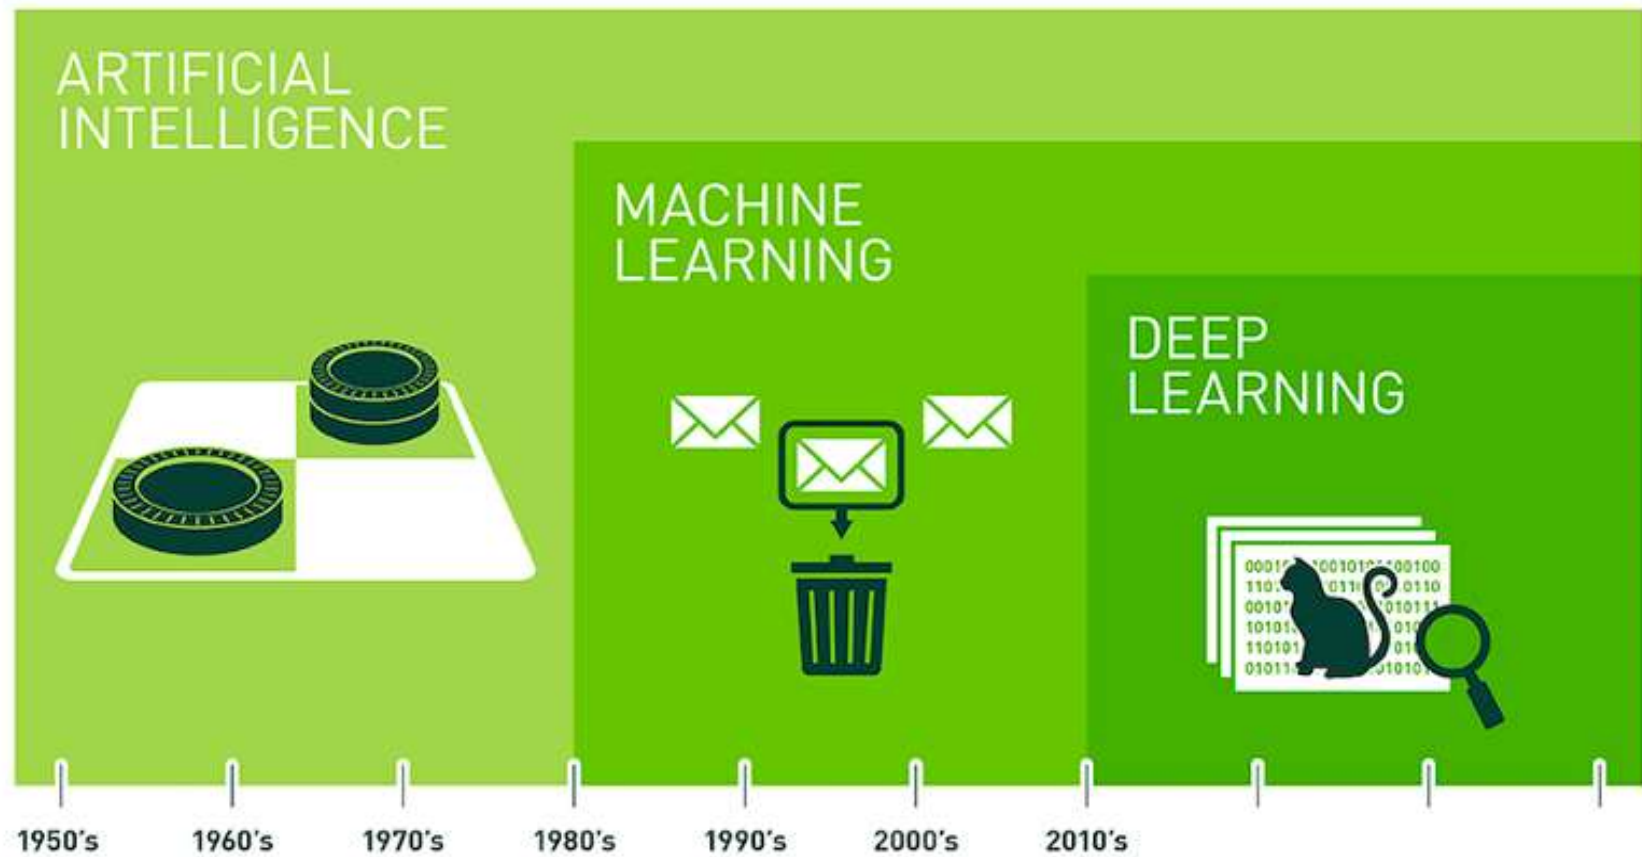 ARTIFICIAL
INTELLIGENCE
MACHINE
LEARNING
DEEP
LEARNING
1950's
1960's
1970's
1980's
1990's
2000's
2010's